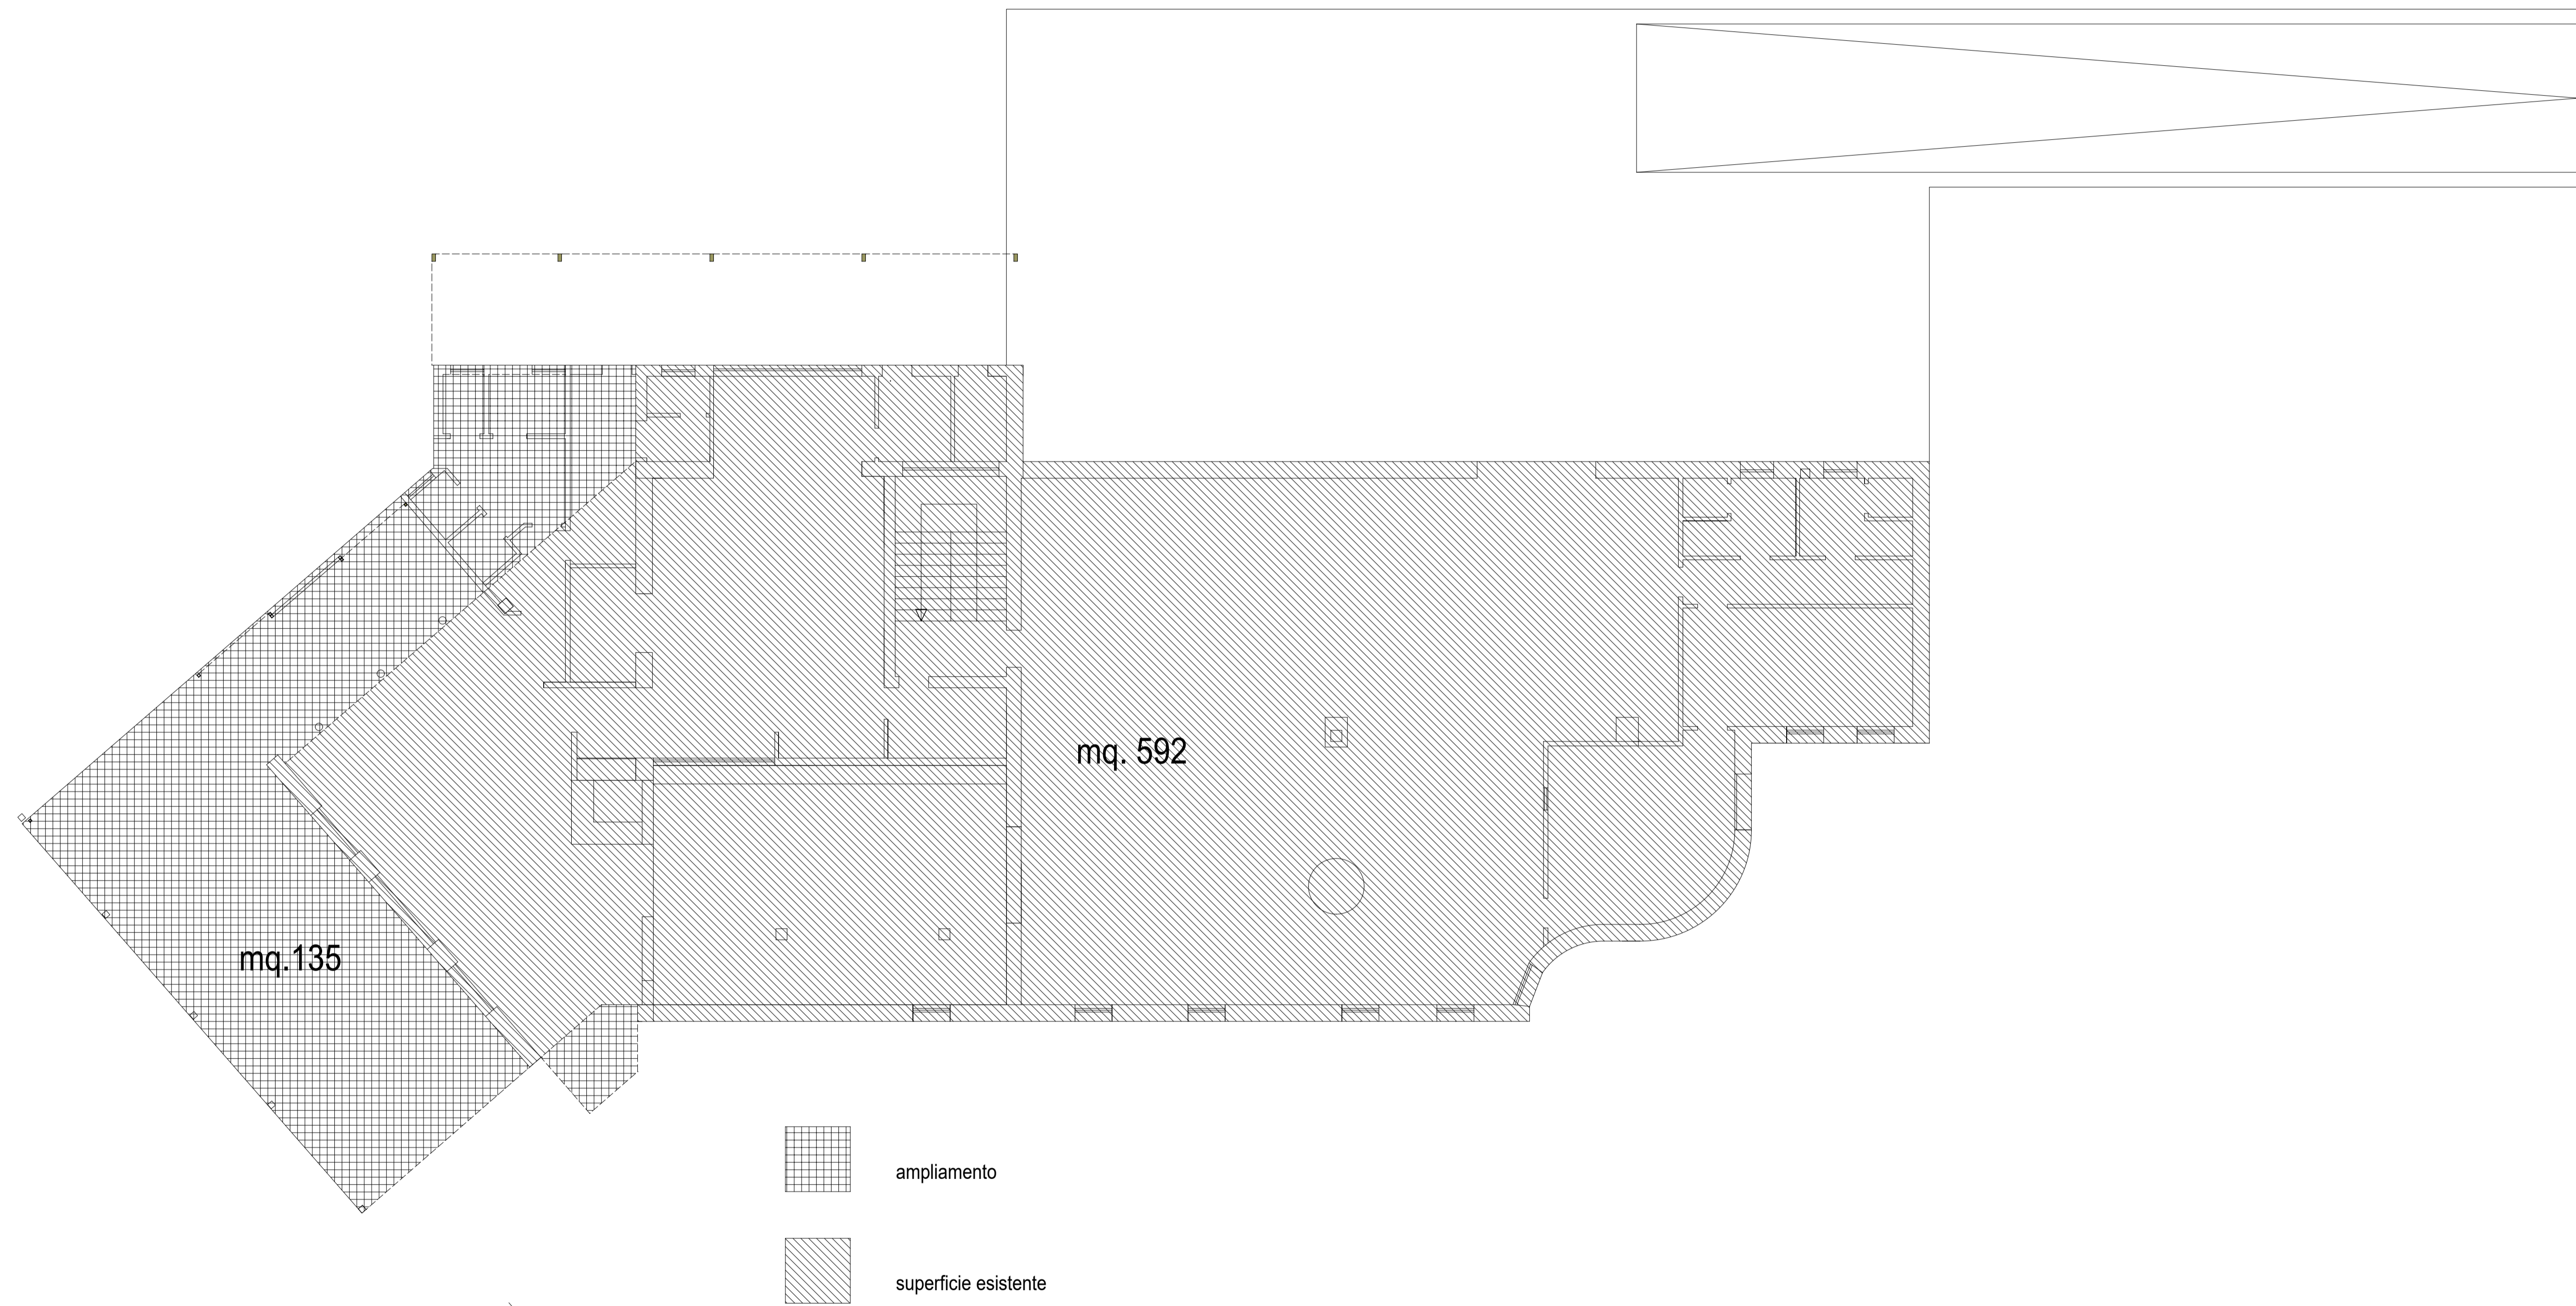 mq. 592
mq.135
ampliamento
superficie esistente